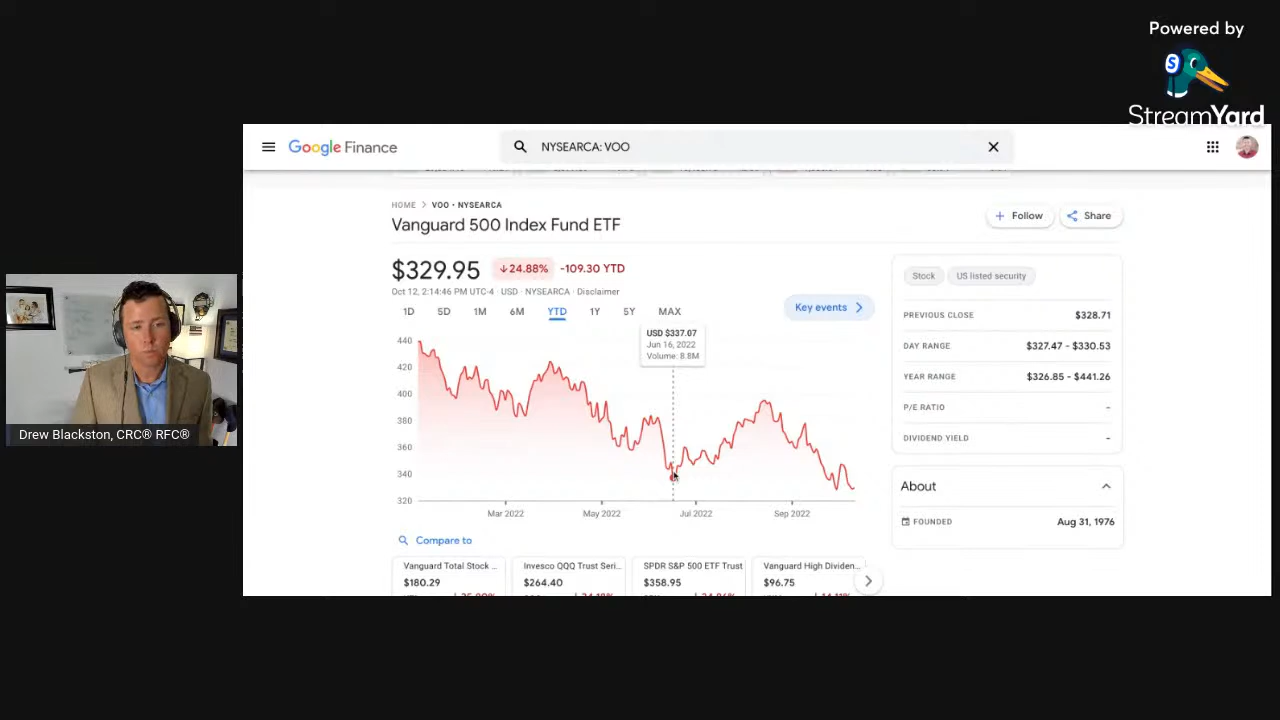 Powered by
StreamYard
Google Finance
NYSEARCA: VOO
HOME > VOO • NYSEARCA
Vanguard 500 Index Fund ETF
+ Follow
Share
$329.95
↓24.88%
-109.30 YTD
Oct 12, 2:14:46 PM UTC-4 · USD · NYSEARCA · Disclaimer
1D
5D
1M
6M
YTD
1Y
5Y
MAX
Key events
USD $337.07
Jun 16, 2022
Volume: 8.8M
440
420
400
380
360
340
320
Mar 2022
May 2022
Jul 2022
Sep 2022
Stock
US listed security
PREVIOUS CLOSE
$328.71
DAY RANGE
$327.47 - $330.53
YEAR RANGE
$326.85 - $441.26
P/E RATIO
-
DIVIDEND YIELD
-
About
FOUNDED
Aug 31, 1976
Compare to
Vanguard Total Stock ...
$180.29
Invesco QQQ Trust Seri...
$264.40
SPDR S&P 500 ETF Trust
$358.95
Vanguard High Dividen...
$96.75
Drew Blackston, CRC® RFC®